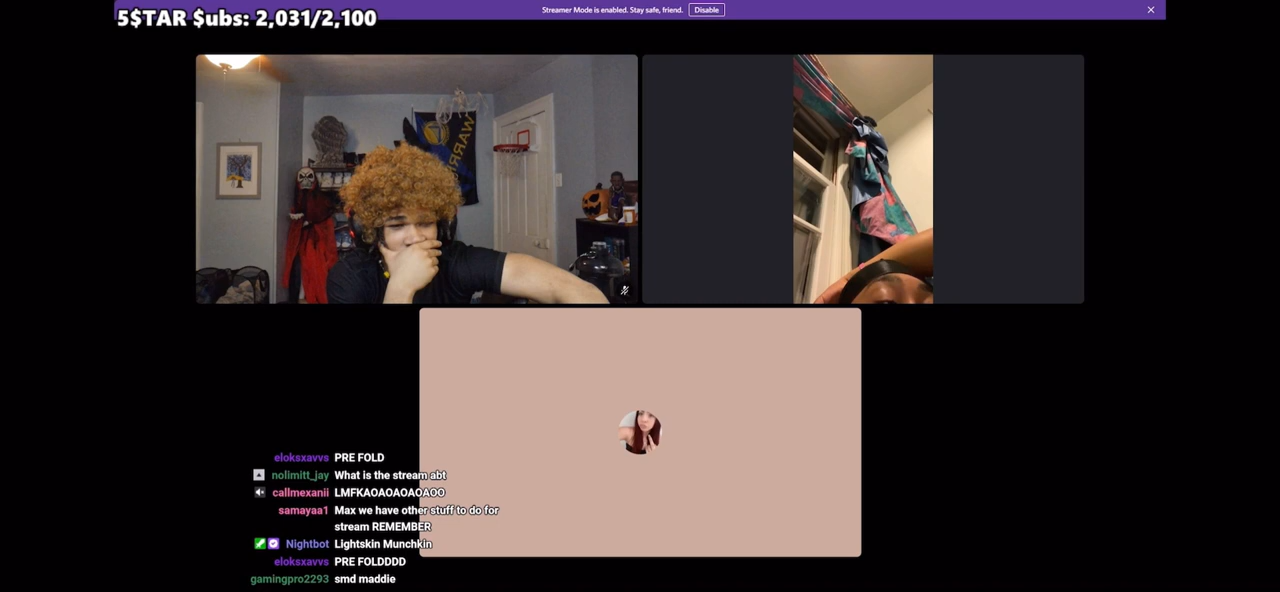 5$TAR $ubs: 2,031/2,100
Streamer Mode is enabled. Stay safe, friend. Disable
WARR
eloksxavvs PRE FOLD
nolimitt_jay What is the stream abt
callmexanii LMFKAOAOAOAOAOO
samayaa1 Max we have other stuff to do for
stream REMEMBER
Nightbot Lightskin Munchkin
eloksxavvs PRE FOLDDDD
gamingpro2293 smd maddie